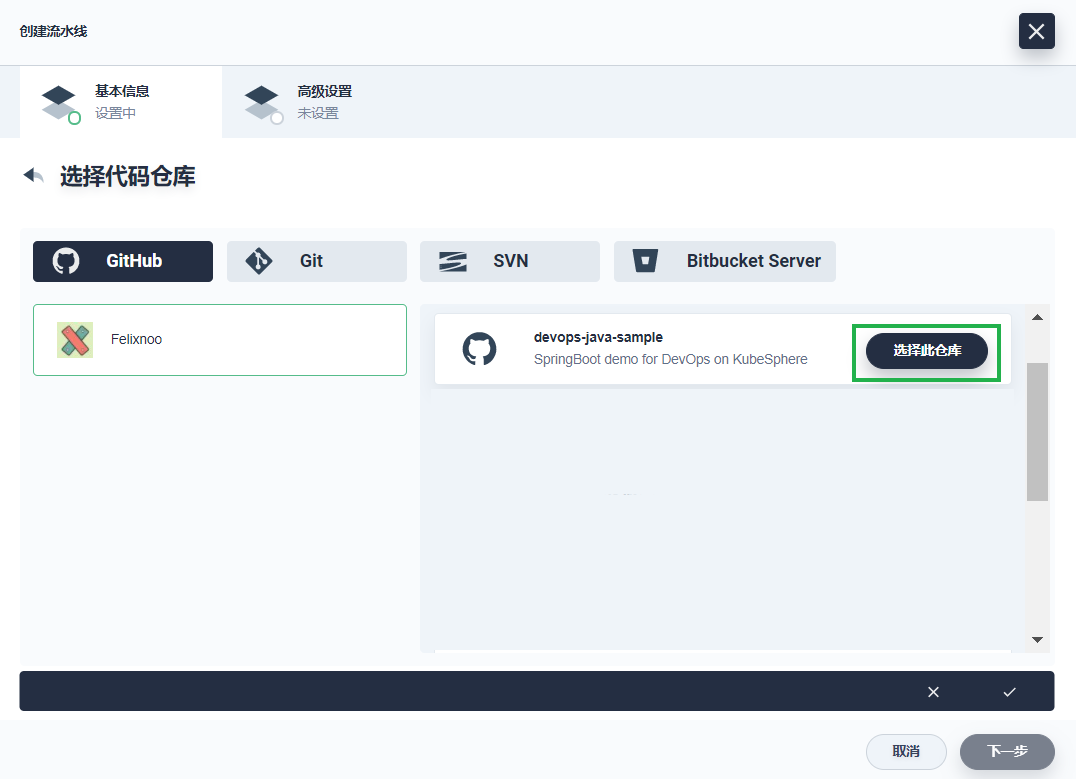 创建流水线
基本信息
设置中
高级设置
未设置
选择代码仓库
GitHub
Git
SVN
Bitbucket Server
Felixnoo
devops-java-sample
SpringBoot demo for DevOps on KubeSphere
选择此仓库
取消
下一步